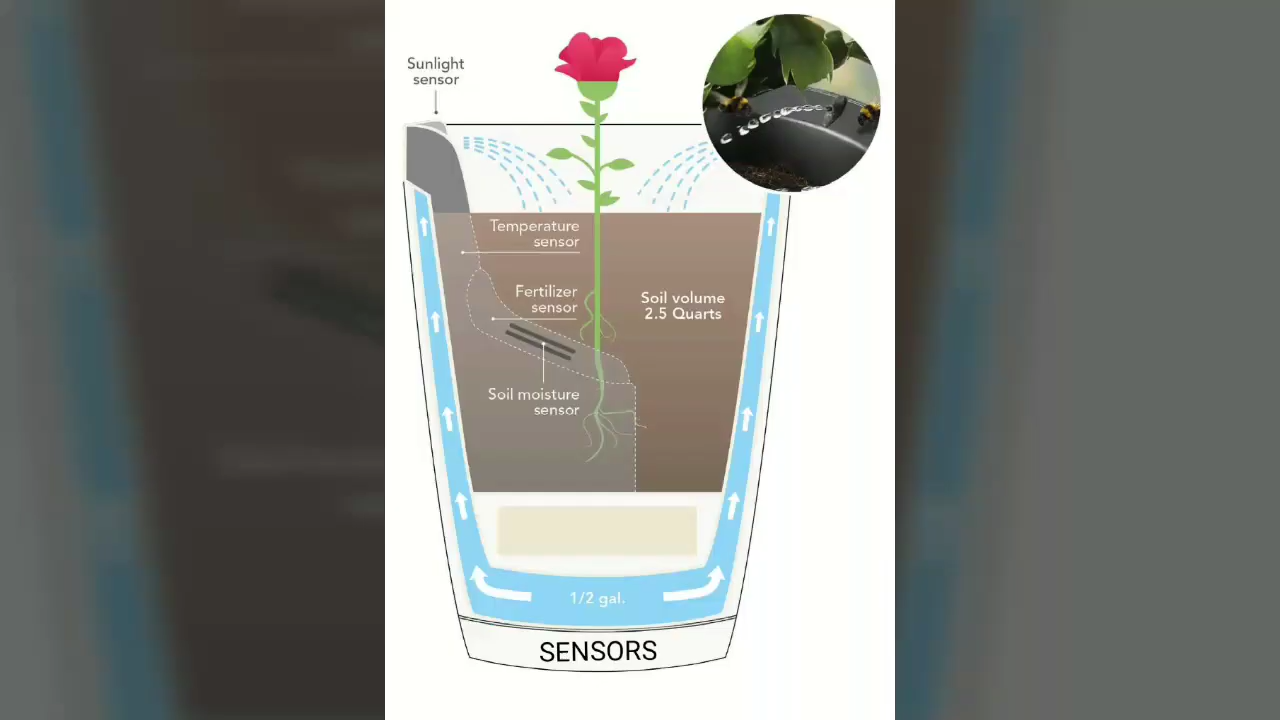 Sunlight
sensor
Temperature
sensor
Fertilizer
sensor
Soil volume
2.5 Quarts
Soil moisture
sensor
1/2 gal.
SENSORS